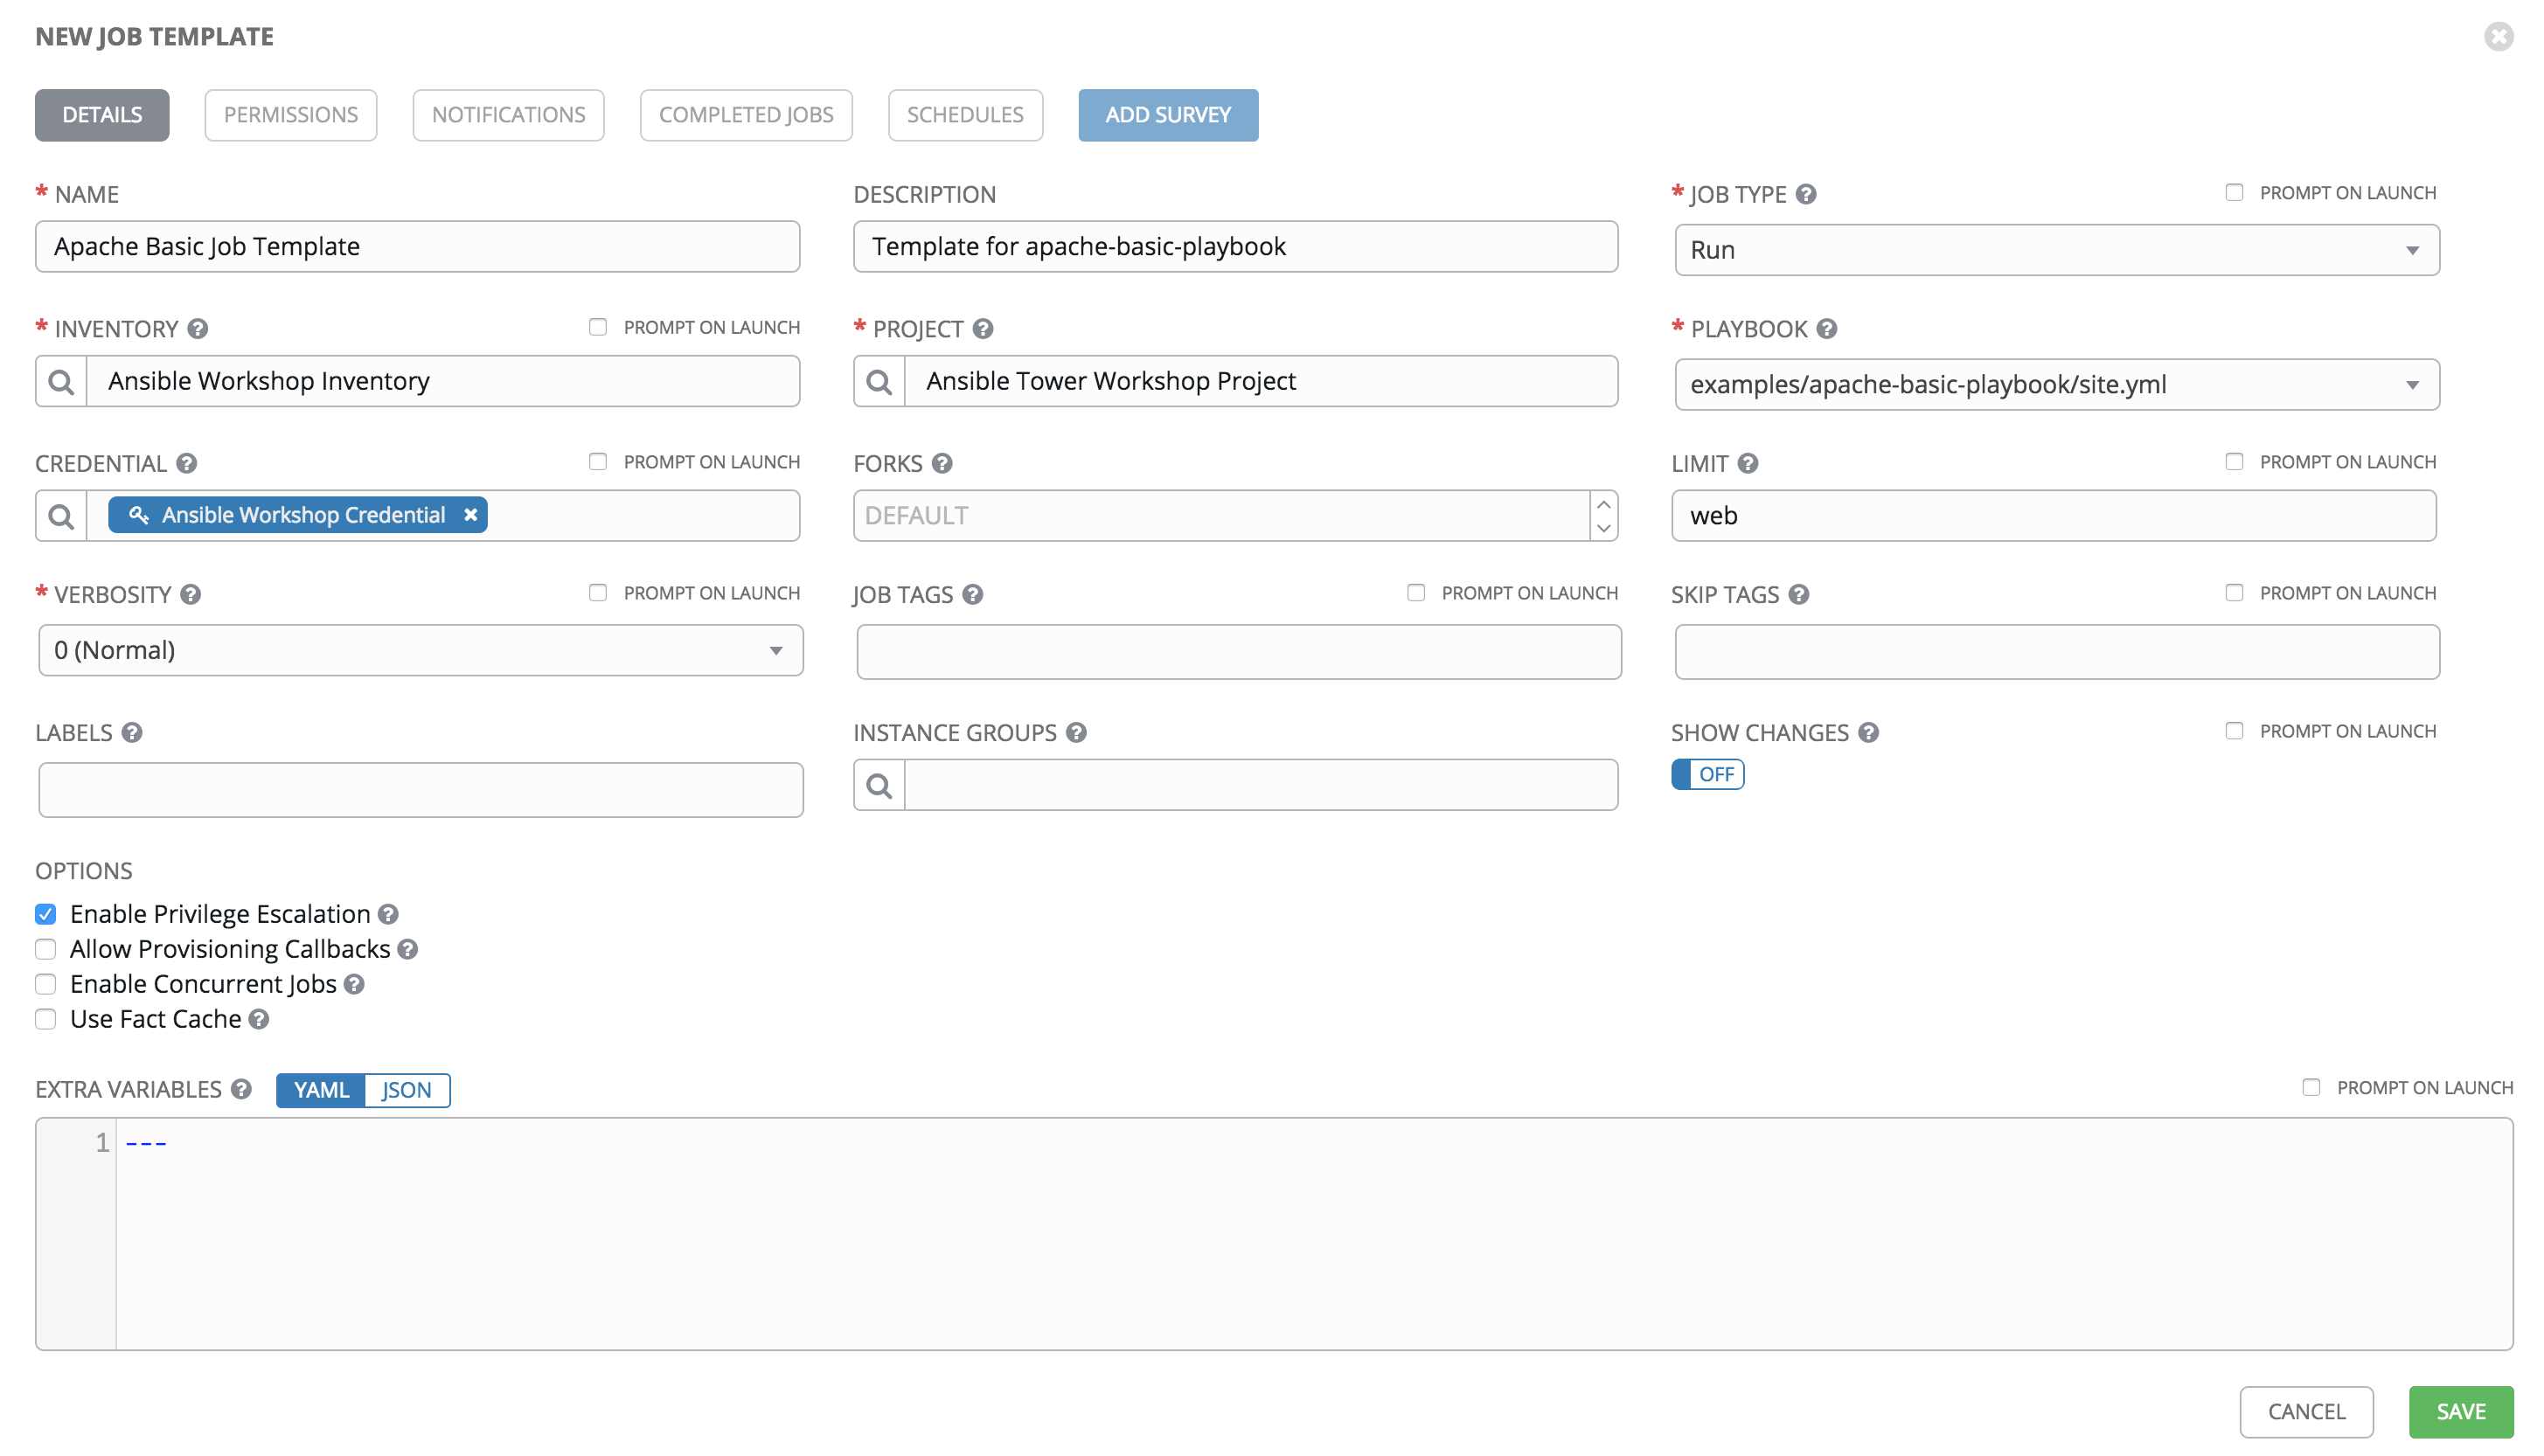 NEW JOB TEMPLATE
DETAILS PERMISSIONS NOTIFICATIONS COMPLETED JOBS SCHEDULES ADD SURVEY
* NAME DESCRIPTION * JOB TYPE PROMPT ON LAUNCH
Apache Basic Job Template Template for apache-basic-playbook Run
* INVENTORY PROMPT ON LAUNCH * PROJECT * PLAYBOOK
Ansible Workshop Inventory Ansible Tower Workshop Project examples/apache-basic-playbook/site.yml
CREDENTIAL PROMPT ON LAUNCH FORKS LIMIT PROMPT ON LAUNCH
Ansible Workshop Credential DEFAULT web
* VERBOSITY PROMPT ON LAUNCH JOB TAGS PROMPT ON LAUNCH SKIP TAGS PROMPT ON LAUNCH
0 (Normal)
LABELS INSTANCE GROUPS SHOW CHANGES PROMPT ON LAUNCH
OFF
OPTIONS
Enable Privilege Escalation
Allow Provisioning Callbacks
Enable Concurrent Jobs
Use Fact Cache
EXTRA VARIABLES YAML JSON PROMPT ON LAUNCH
1 ---
CANCEL SAVE